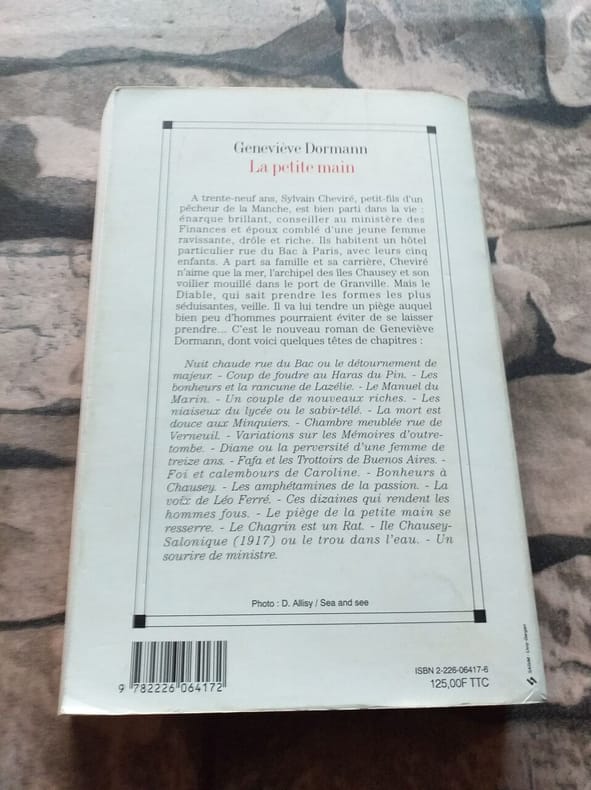 Geneviève Dormann
La petite main
A trente-neuf ans, Sylvain Cheviré, petit-fils d'un
pêcheur de la Manche, est bien parti dans la vie :
énarque brillant, conseiller au ministère des
Finances et époux comblé d'une jeune femme
ravissante, drôle et riche. Ils habitent un hôtel
particulier rue du Bac à Paris, avec leurs cinq
enfants. A part sa famille et sa carrière, Cheviré
n'aime que la mer, l'archipel des îles Chausey et son
voilier mouillé dans le port de Granville. Mais le
Diable, qui sait prendre les formes les plus
séduisantes, veille. Il va lui tendre un piège auquel
bien peu d'hommes pourraient éviter de se laisser
prendre... C'est le nouveau roman de Geneviève
Dormann, dont voici quelques têtes de chapitres :
Nuit chaude rue du Bac ou le détournement de
majeur. - Coup de foudre au Haras du Pin. - Les
bonheurs et la rancune de Lazélie. - Le Manuel du
Marin. - Un couple de nouveaux riches. - Les
niaiseux du lycée ou le sabir-télé. - La mort est
douce aux Minquiers. - Chambre meublée rue de
Verneuil. - Variations sur les Mémoires d'outre-
tombe. - Diane ou la perversité d'une femme de
treize ans. - Fafa et les Trottoirs de Buenos Aires. -
Foi et calembours de Caroline. - Bonheurs à
Chausey. - Les amphétamines de la passion. - La
voix de Léo Ferré. - Ces dizaines qui rendent les
hommes fous. - Le piège de la petite main se
resserre. - Le Chagrin est un Rat. - Ile Chausey-
Salonique (1917) ou le trou dans l'eau. - Un
sourire de ministre.
Photo : D. Allisy / Sea and see
ISBN 2-226-06417-6
125,00F TTC
9 782226 064172